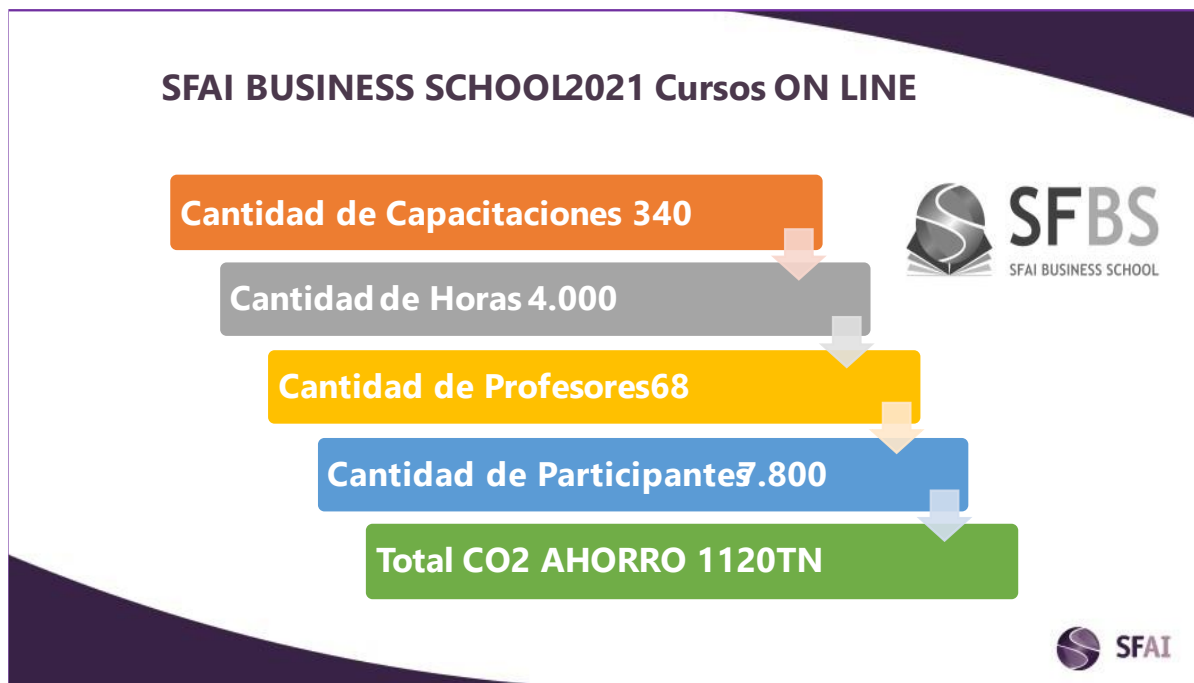 SFAI BUSINESS SCHOOL2021 Cursos ON LINE
Cantidad de Capacitaciones 340
SFBS
SFAI BUSINESS SCHOOL
Cantidad de Horas 4.000
Cantidad de Profesores68
Cantidad de Participantes7.800
Total CO2 AHORRO 1120TN
SFAI